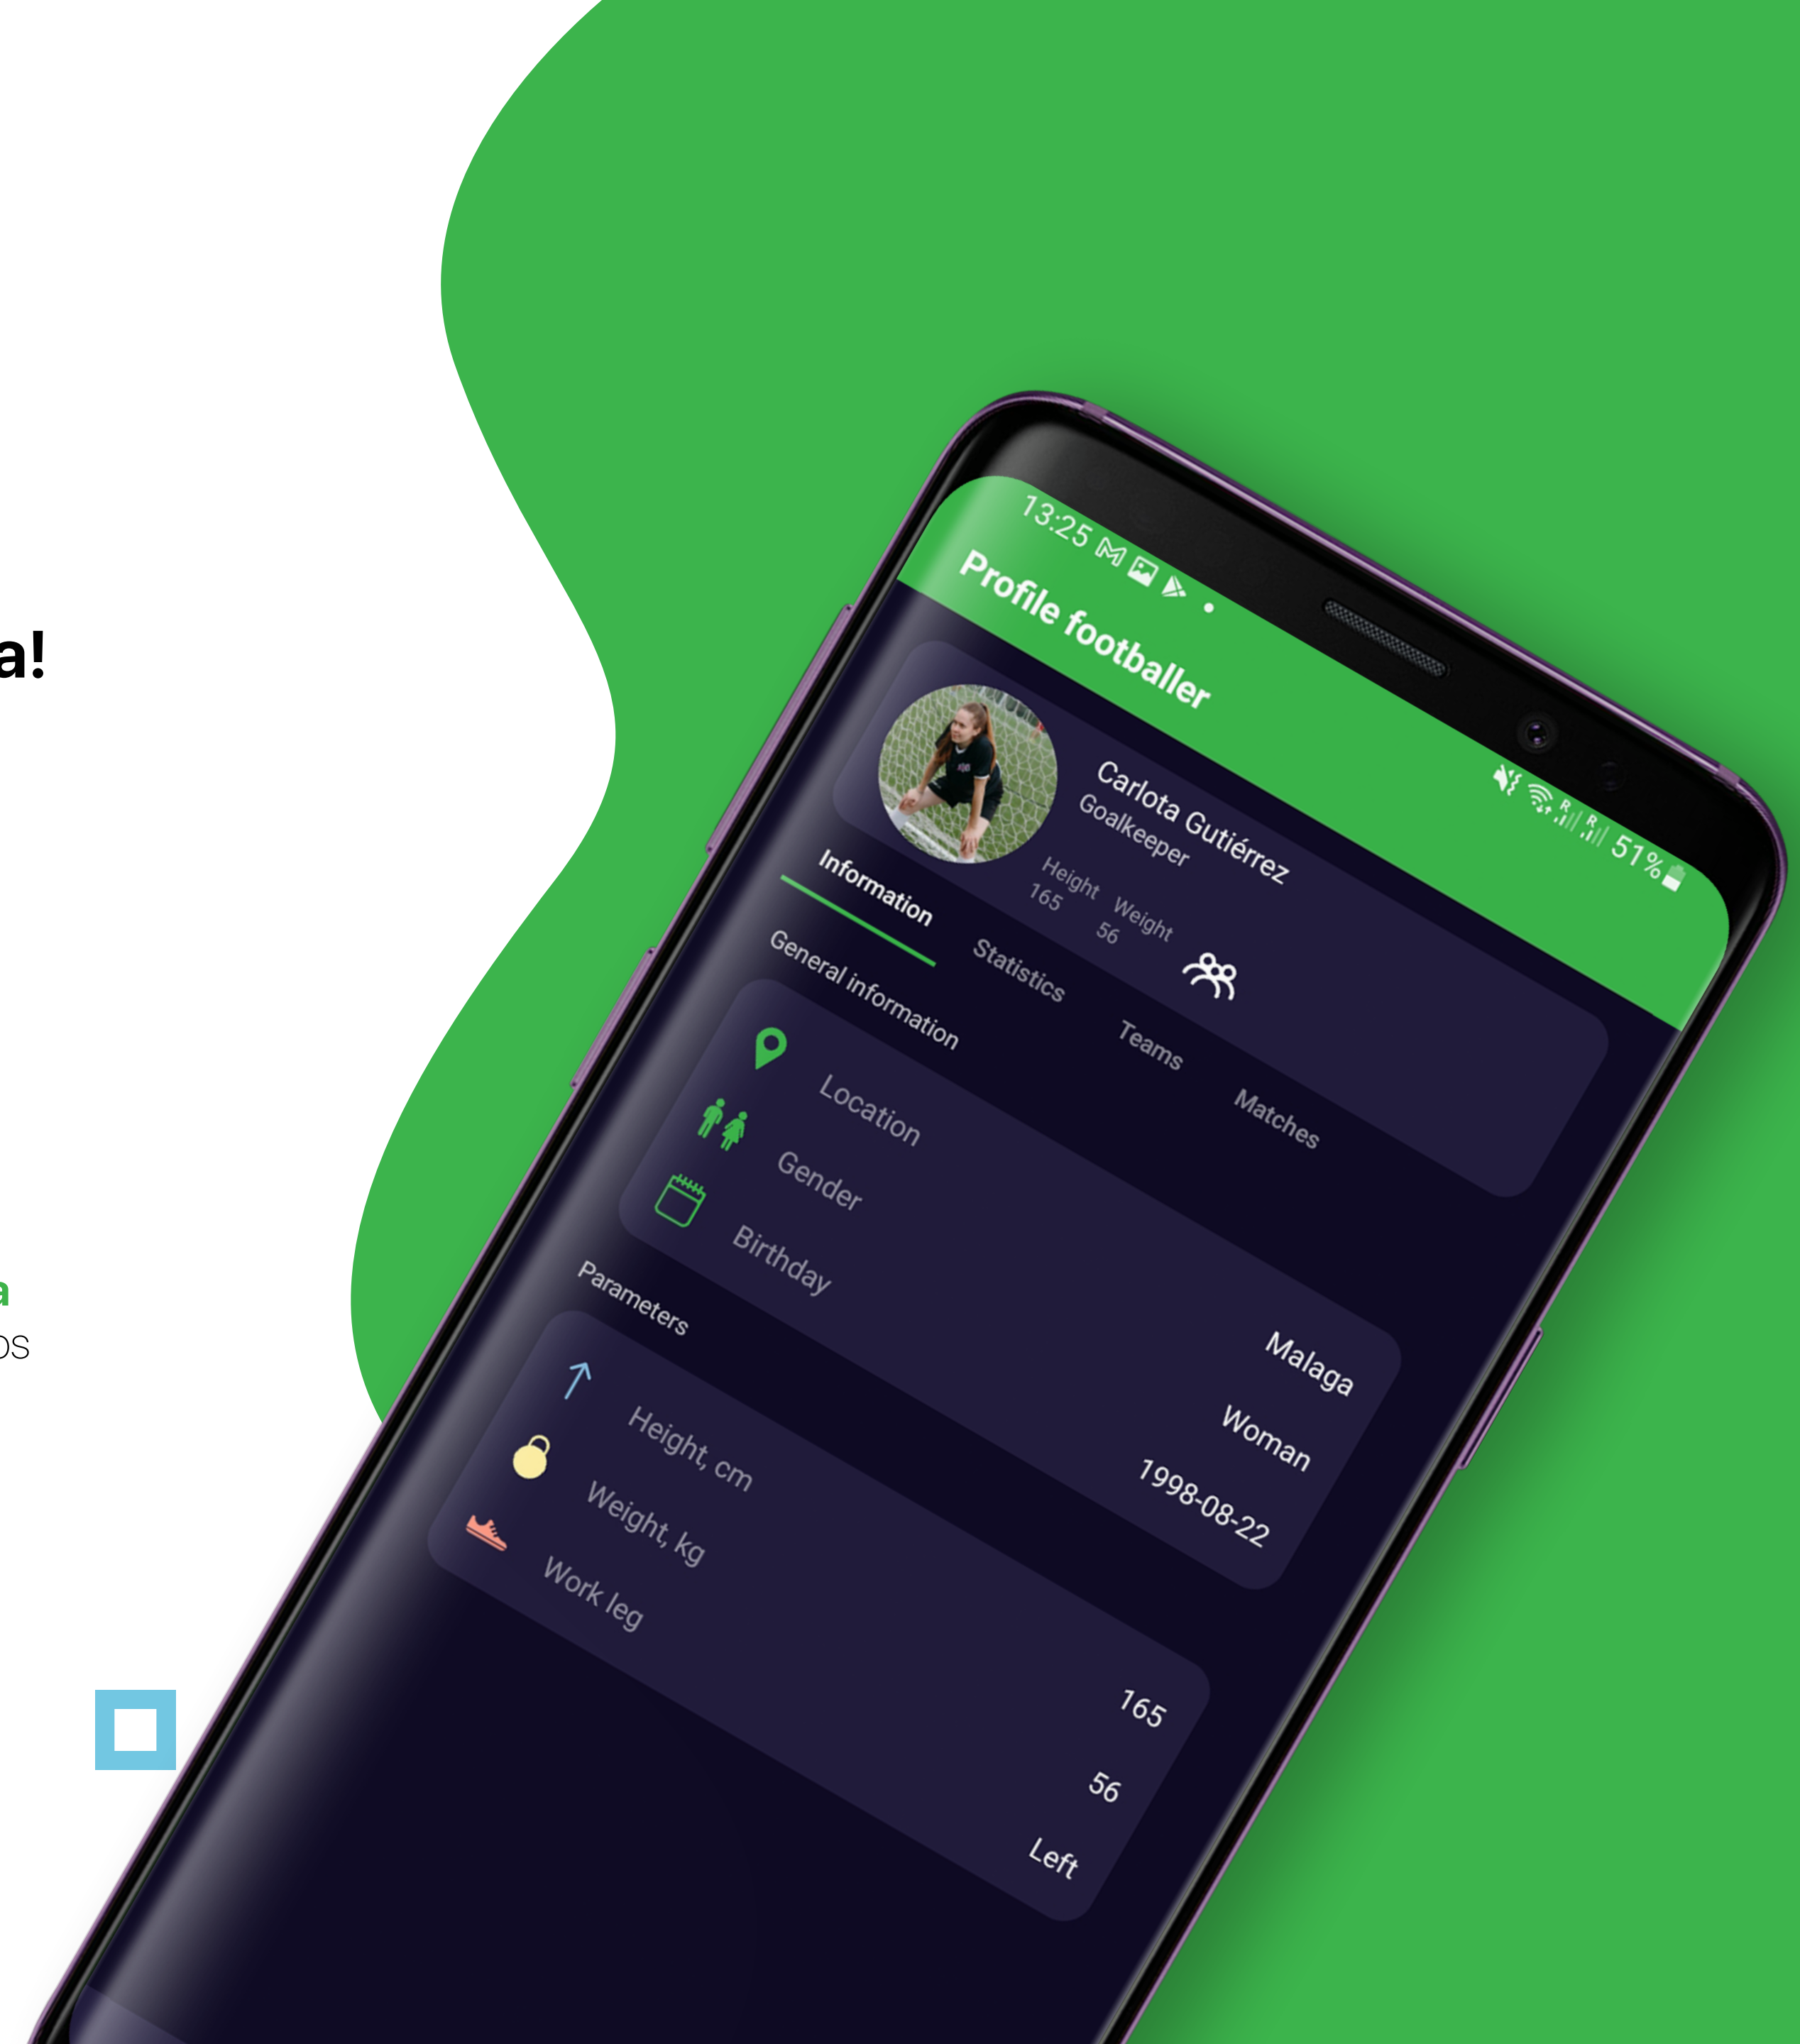 a!
a
os
13:25
51%
Profile footballer
Carlota Gutiérrez
Goalkeeper
Height Weight
165 56
Information Statistics Teams Matches
General information
Location Malaga
Gender Woman
Birthday 1998-08-22
Parameters
Height, cm 165
Weight, kg 56
Work leg Left